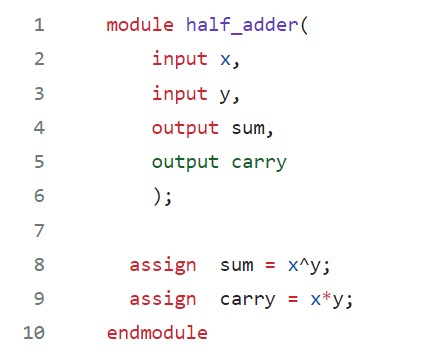 1 module half_adder(
2 input x,
3 input y,
4 output sum,
5 output carry
6 );
7
8 assign  sum = x^y;
9 assign  carry = x*y;
10 endmodule